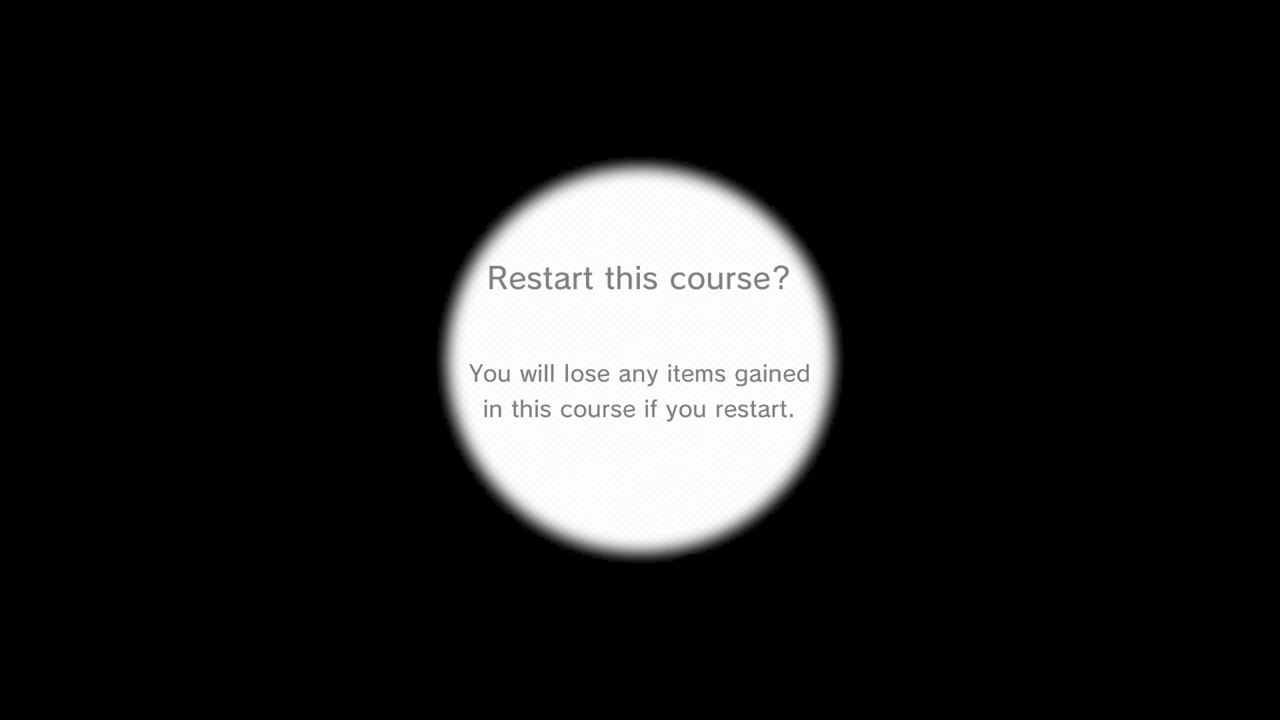 Restart this course?
You will lose any items gained
in this course if you restart.